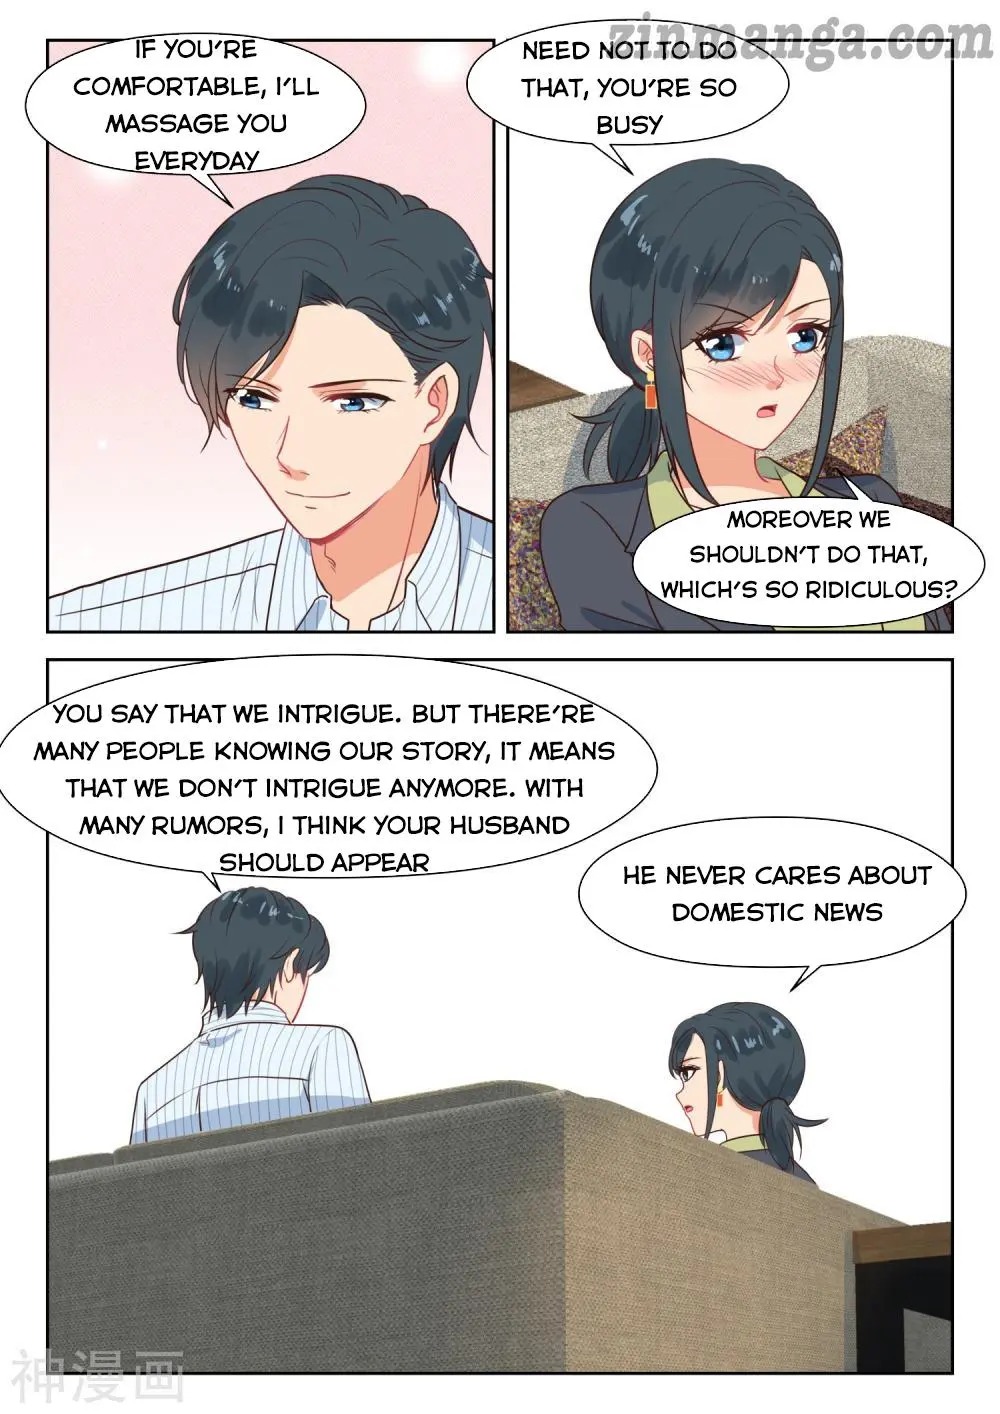 zinmanga.com
IF YOU'RE
COMFORTABLE, I'LL
MASSAGE YOU
EVERYDAY
NEED NOT TO DO
THAT, YOU'RE SO
BUSY
MOREOVER WE
SHOULDN'T DO THAT,
WHICH'S SO RIDICULOUS?
YOU SAY THAT WE INTRIGUE. BUT THERE'RE
MANY PEOPLE KNOWING OUR STORY, IT MEANS
THAT WE DON'T INTRIGUE ANYMORE. WITH
MANY RUMORS, I THINK YOUR HUSBAND
SHOULD APPEAR
HE NEVER CARES ABOUT
DOMESTIC NEWS
神漫画